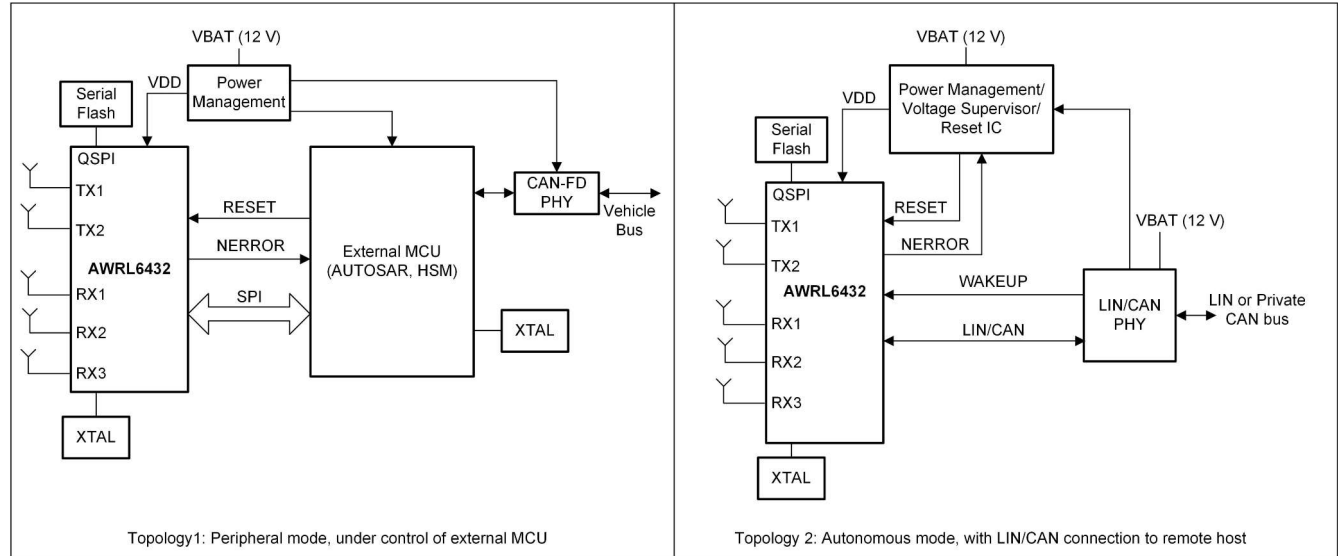 VBAT (12 V)
Power
Management
VDD
Serial
Flash
QSPI
TX1
TX2
AWRL6432
RX1
RX2
RX3
XTAL
RESET
NERROR
SPI
External MCU
(AUTOSAR, HSM)
XTAL
CAN-FD
PHY
Vehicle
Bus
Topology1: Peripheral mode, under control of external MCU
VBAT (12 V)
Power Management/
Voltage Supervisor/
Reset IC
VDD
Serial
Flash
QSPI
TX1
TX2
AWRL6432
RX1
RX2
RX3
XTAL
RESET
NERROR
WAKEUP
LIN/CAN
VBAT (12 V)
LIN/CAN
PHY
LIN or Private
CAN bus
Topology 2: Autonomous mode, with LIN/CAN connection to remote host